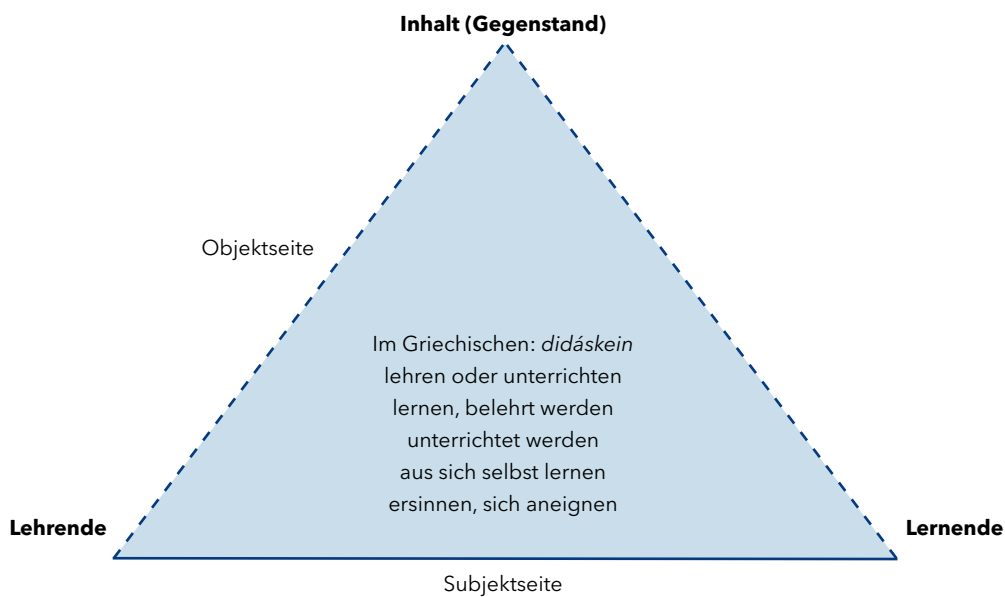 Inhalt (Gegenstand)
Objektseite
Im Griechischen: didáskein
lehren oder unterrichten
lernen, belehrt werden
unterrichtet werden
aus sich selbst lernen
ersinnen, sich aneignen
Lehrende
Lernende
Subjektseite